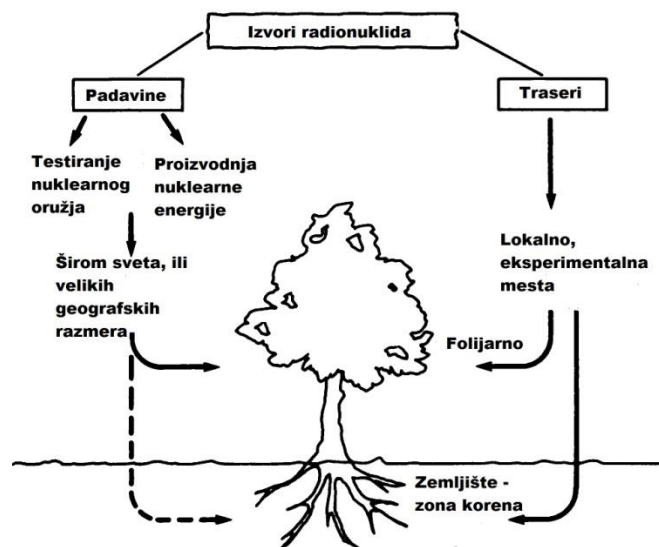 Izvori radionuklida
Padavine
Traseri
Testiranje
nuklearnog
oružja
Proizvodnja
nuklearne
energije
Širom sveta, ili
velikih
geografskih
razmera
Lokalno,
eksperimentalna
mesta
Folijarno
Zemljište -
zona korena